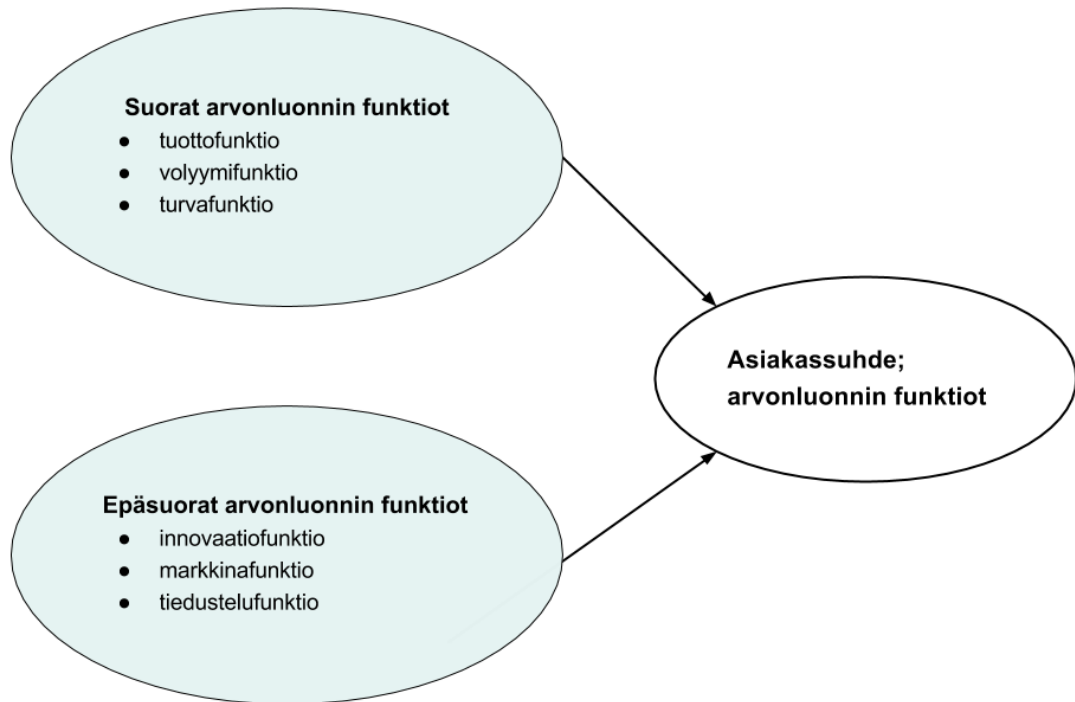 Suorat arvonluonnin funktiot
● tuottofunktio
● volyymifunktio
● turvafunktio
Asiakassuhde;
arvonluonnin funktiot
Epäsuorat arvonluonnin funktiot
● innovaatiofunktio
● markkinafunktio
● tiedustelufunktio